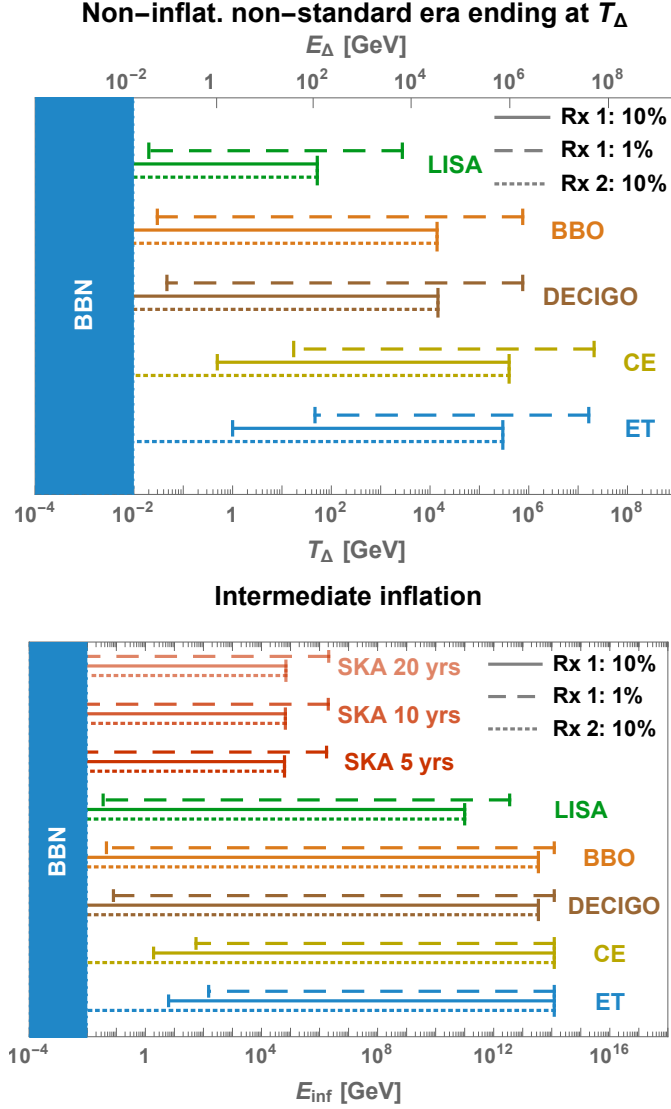 Non−inflat. non−standard era ending at T_Δ
E_Δ [GeV]
10^−2 1 10^2 10^4 10^6 10^8
Rx 1: 10%
Rx 1: 1%
Rx 2: 10%
LISA
BBO
DECIGO
CE
ET
BBN
10^−4 10^−2 1 10^2 10^4 10^6 10^8
T_Δ [GeV]
Intermediate inflation
SKA 20 yrs
Rx 1: 10%
SKA 10 yrs
Rx 1: 1%
Rx 2: 10%
SKA 5 yrs
LISA
BBO
DECIGO
CE
ET
BBN
10^−4 1 10^4 10^8 10^12 10^16
E_inf [GeV]